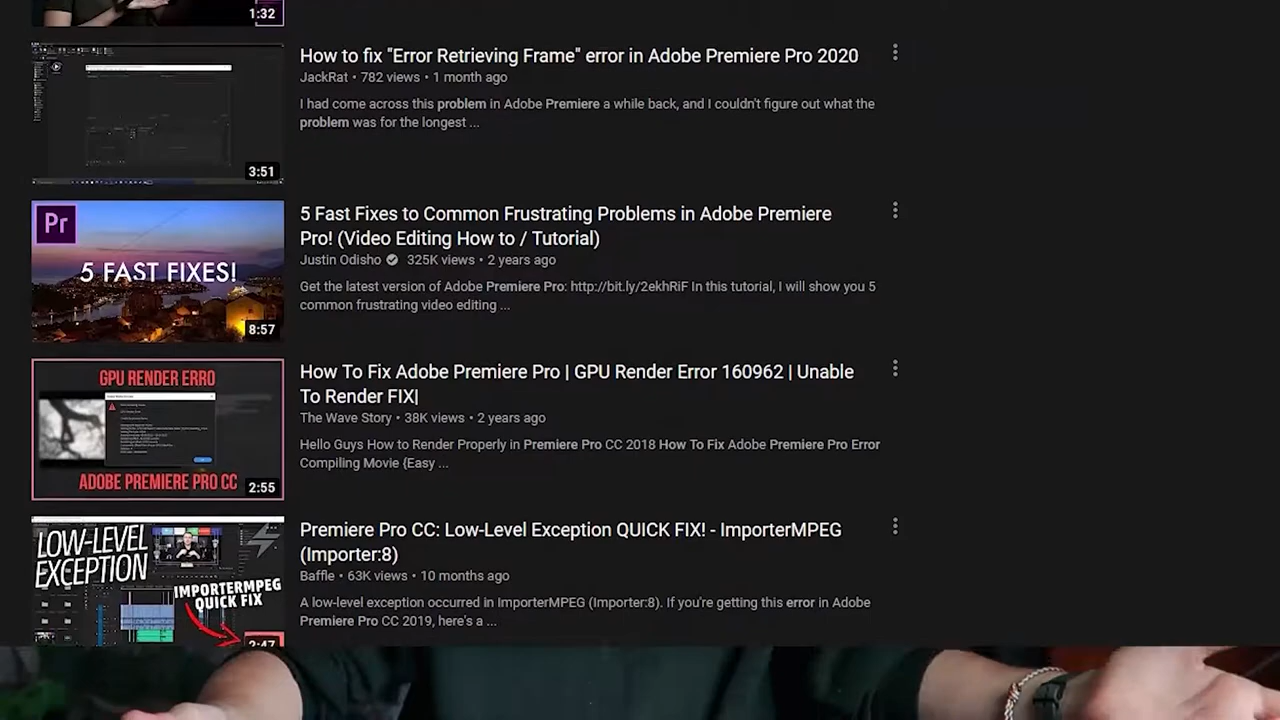 1:32
How to fix "Error Retrieving Frame" error in Adobe Premiere Pro 2020
JackRat • 782 views • 1 month ago
I had come across this problem in Adobe Premiere a while back, and I couldn't figure out what the
problem was for the longest ...
3:51
Pr
5 FAST FIXES!
8:57
5 Fast Fixes to Common Frustrating Problems in Adobe Premiere
Pro! (Video Editing How to / Tutorial)
Justin Odisho 325K views • 2 years ago
Get the latest version of Adobe Premiere Pro: http://bit.ly/2ekhRiF In this tutorial, I will show you 5
common frustrating video editing ...
GPU RENDER ERRO
ADOBE PREMIERE PRO CC
2:55
How To Fix Adobe Premiere Pro | GPU Render Error 160962 | Unable
To Render FIX|
The Wave Story • 38K views • 2 years ago
Hello Guys How to Render Properly in Premiere Pro CC 2018 How To Fix Adobe Premiere Pro Error
Compiling Movie {Easy ...
LOW-LEVEL
EXCEPTION
IMPORTERMPEG
QUICK FIX
2:47
Premiere Pro CC: Low-Level Exception QUICK FIX! - ImporterMPEG
(Importer:8)
Baffle • 63K views • 10 months ago
A low-level exception occurred in ImporterMPEG (Importer:8). If you're getting this error in Adobe
Premiere Pro CC 2019, here's a ...